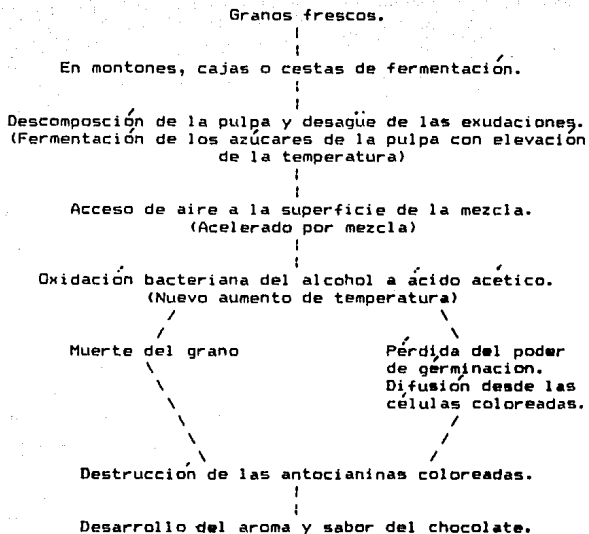 Granos frescos.
En montones, cajas o cestas de fermentación.
Descomposción de la pulpa y desagüe de las exudaciones.
(Fermentación de los azúcares de la pulpa con elevación
de la temperatura)
Acceso de aire a la superficie de la mezcla.
(Acelerado por mezcla)
Oxidación bacteriana del alcohol a ácido acético.
(Nuevo aumento de temperatura)
Muerte del grano
Pérdida del poder
de gérminacion.
Difusión desde las
células coloreadas.
Destrucción de las antocianinas coloreadas.
Desarrollo del aroma y sabor del chocolate.